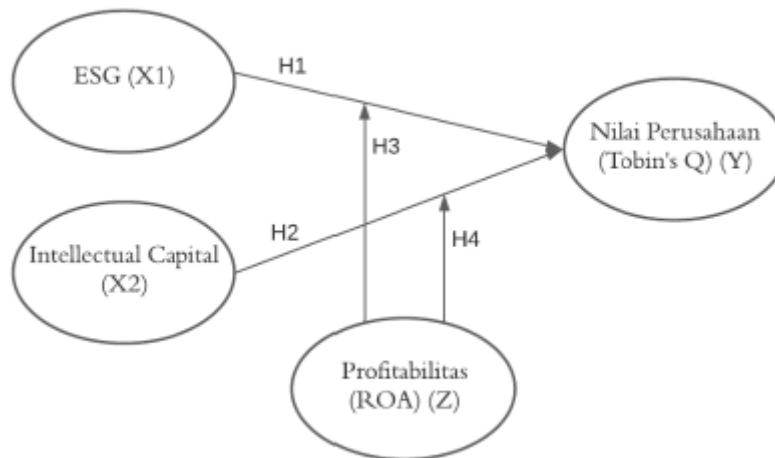 ESG (X1)
H1
Nilai Perusahaan
(Tobin's Q) (Y)
H3
H2
H4
Intellectual Capital
(X2)
Profitabilitas
(ROA) (Z)